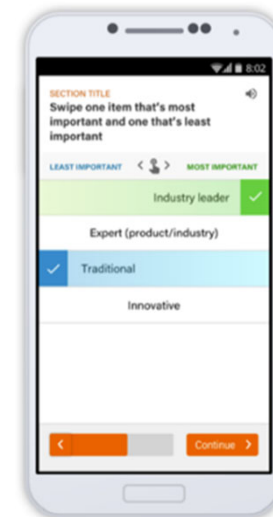 8:02
SECTION TITLE
Swipe one item that's most
important and one that's least
important
LEAST IMPORTANT < > MOST IMPORTANT
Industry leader
Expert (product/industry)
Traditional
Innovative
< Continue >